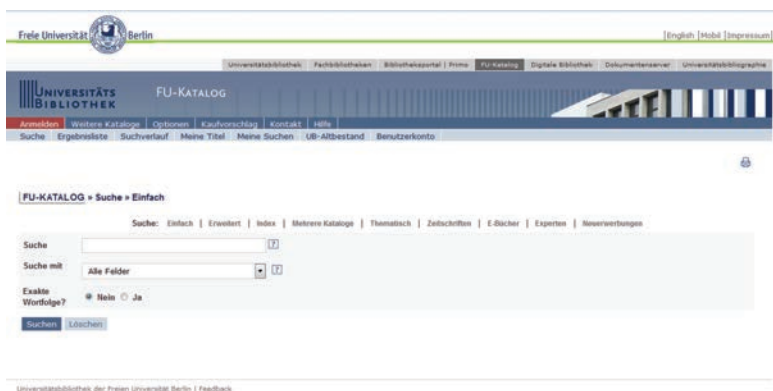 Freie Universität Berlin
|English |Mobil |Impressum|
Universitätsbibliothek Fachbibliotheken Bibliotheksportal | Primo FU-Katalog Digitale Bibliothek Dokumentenserver Universitätsbibliographie
UNIVERSITÄTS
BIBLIOTHEK
FU-KATALOG
Anmelden | Weitere Kataloge | Optionen | Kaufvorschlag | Kontakt | Hilfe
Suche Ergebnisliste Suchverlauf Meine Titel Meine Suchen UB-Altbestand Benutzerkonto
FU-KATALOG » Suche » Einfach
Suche: Einfach | Erweitert | Index | Mehrere Kataloge | Thematisch | Zeitschriften | E-Bücher | Experten | Neuerwerbungen
Suche ?
Suche mit Alle Felder ?
Exakte
Wortfolge? Nein Ja
Suchen Löschen
Universitätsbibliothek der Freien Universität Berlin | Feedback